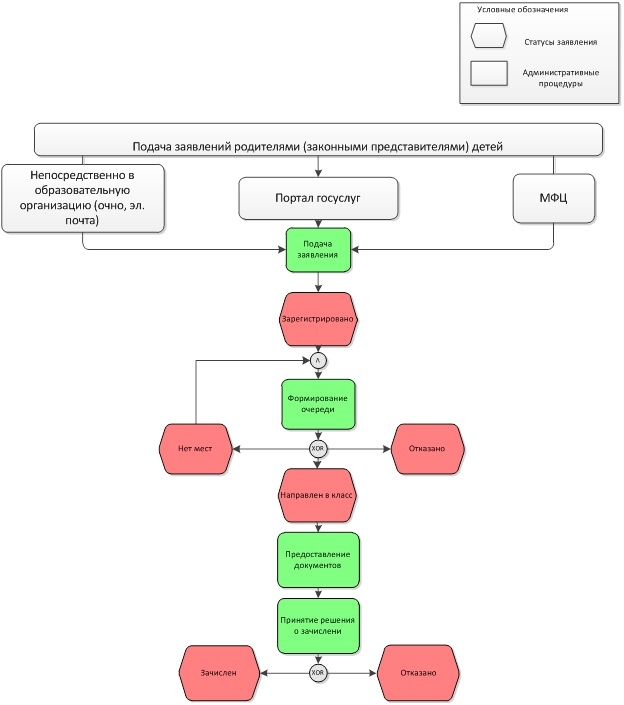 Условные обозначения
Статусы заявления
Административные
процедуры
Подача заявлений родителями (законными представителями) детей
Непосредственно в
образовательную
организацию (очно, эл.
почта)
Портал госуслуг
МФЦ
Подача
заявления
Зарегистрировано
Λ
Формирование
очереди
Нет мест
XOR
Отказано
Направлен в класс
Предоставление
документов
Принятие решения
о зачислени
Зачислен
XOR
Отказано